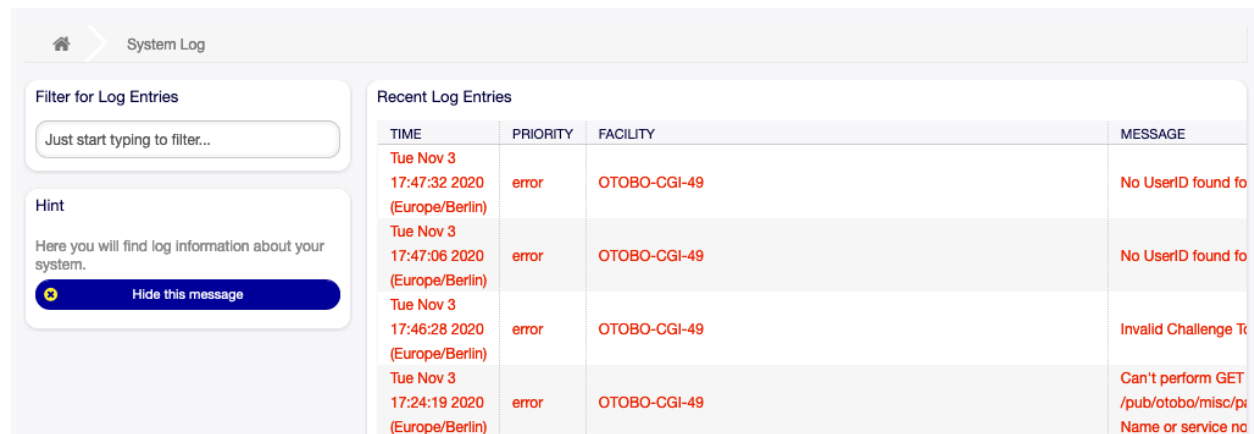 System Log
Filter for Log Entries
Just start typing to filter...
Hint
Here you will find log information about your
system.
Hide this message
Recent Log Entries
TIME PRIORITY FACILITY MESSAGE
Tue Nov 3
17:47:32 2020 error OTOBO-CGI-49 No UserID found fo
(Europe/Berlin)
Tue Nov 3
17:47:06 2020 error OTOBO-CGI-49 No UserID found fo
(Europe/Berlin)
Tue Nov 3
17:46:28 2020 error OTOBO-CGI-49 Invalid Challenge To
(Europe/Berlin)
Tue Nov 3 Can't perform GET
17:24:19 2020 error OTOBO-CGI-49 /pub/otobo/misc/pa
(Europe/Berlin) Name or service no